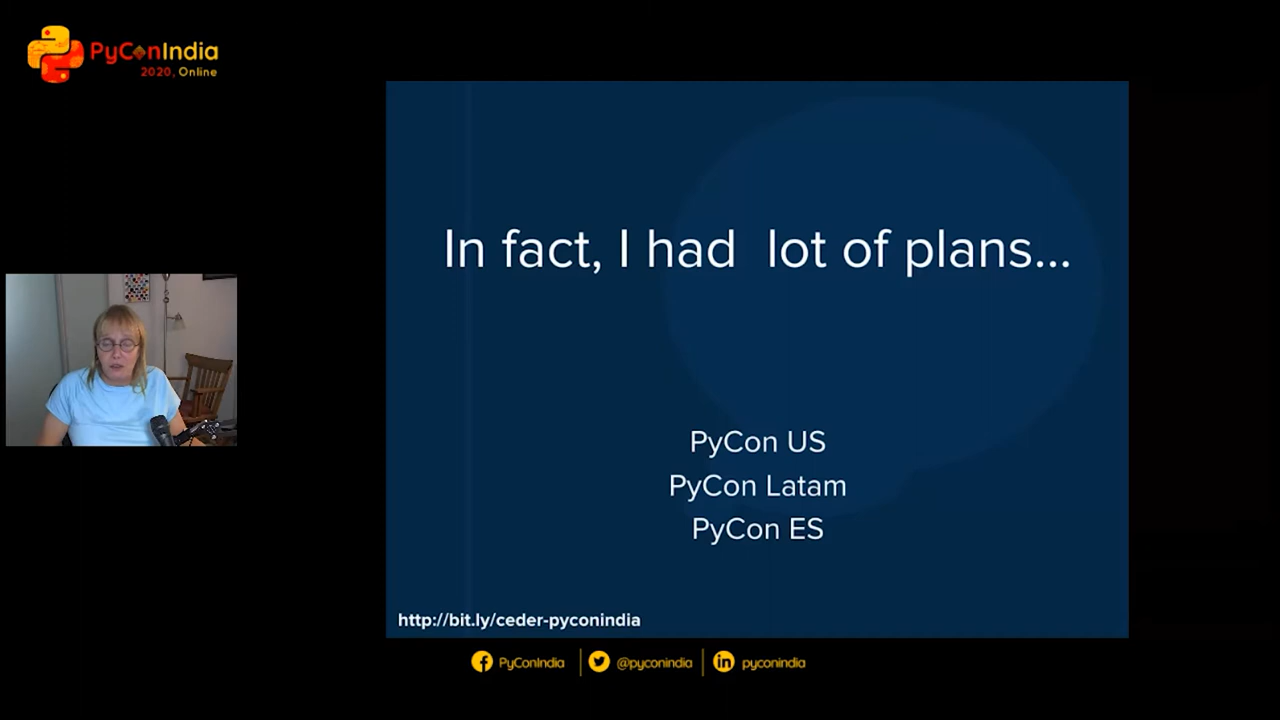 PyConIndia
2020, Online
In fact, I had  lot of plans...
PyCon US
PyCon Latam
PyCon ES
http://bit.ly/ceder-pyconindia
PyConIndia
@pyconindia
pyconindia